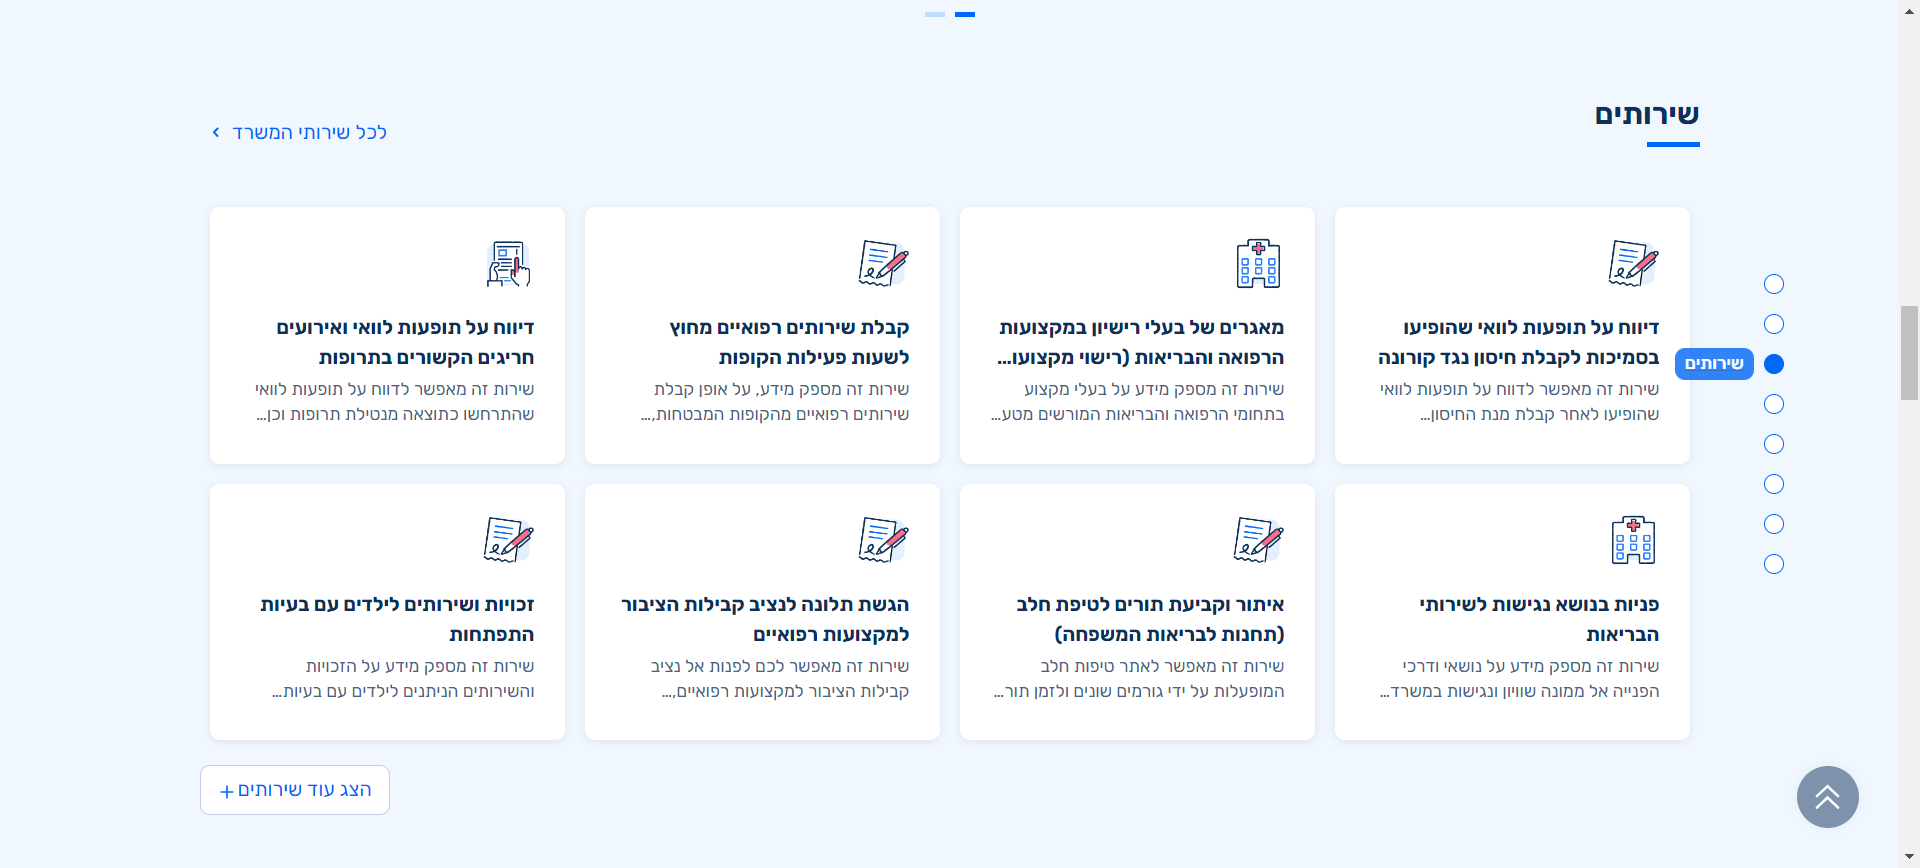 שירותים
לכל שירותי המשרד
דיווח על תופעות לוואי שהופיעו
בסמיכות לקבלת חיסון נגד קורונה
שירות זה מאפשר לדווח על תופעות לוואי
שהופיעו לאחר קבלת מנת החיסון...
מאגרים של בעלי רישיון במקצועות
הרפואה והבריאות (רישוי מקצועו...
שירות זה מספק מידע על בעלי מקצוע
בתחומי הרפואה והבריאות המורשים מטע...
קבלת שירותים רפואיים מחוץ
לשעות פעילות הקופות
שירות זה מספק מידע, על אופן קבלת
שירותים רפואיים מהקופות המבטחות,...
דיווח על תופעות לוואי ואירועים
חריגים הקשורים בתרופות
שירות זה מאפשר לדווח על תופעות לוואי
שהתרחשו כתוצאה מנטילת תרופות וכן...
שירותים
פניות בנושא נגישות לשירותי
הבריאות
שירות זה מספק מידע על נושאי ודרכי
הפנייה אל ממונה שוויון ונגישות במשרד...
איתור וקביעת תורים לטיפת חלב
(תחנות לבריאות המשפחה)
שירות זה מאפשר לאתר טיפות חלב
המופעלות על ידי גורמים שונים ולזמן תור...
הגשת תלונה לנציב קבילות הציבור
למקצועות רפואיים
שירות זה מאפשר לכם לפנות אל נציב
קבילות הציבור למקצועות רפואיים,...
זכויות ושירותים לילדים עם בעיות
התפתחות
שירות זה מספק מידע על הזכויות
והשירותים הניתנים לילדים עם בעיות...
הצג עוד שירותים+